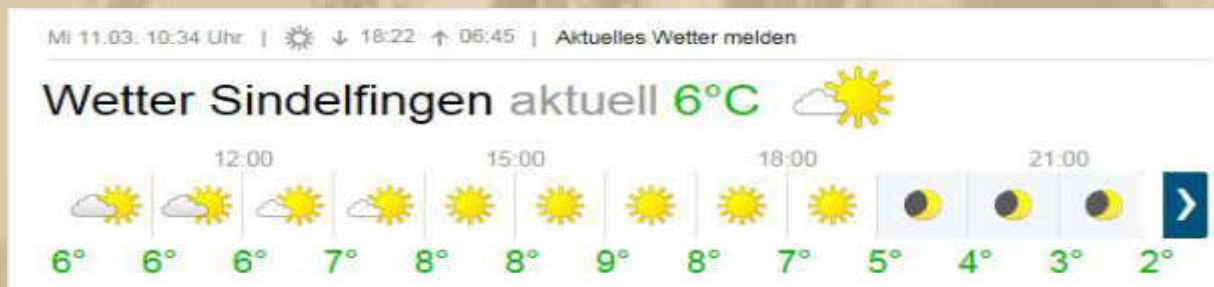 Mi 11.03. 10:34 Uhr | ↓ 18:22 ↑ 06:45 | Aktuelles Wetter melden
Wetter Sindelfingen aktuell 6°C
12:00 15:00 18:00 21:00
6° 6° 6° 7° 8° 8° 9° 8° 7° 5° 4° 3° 2°